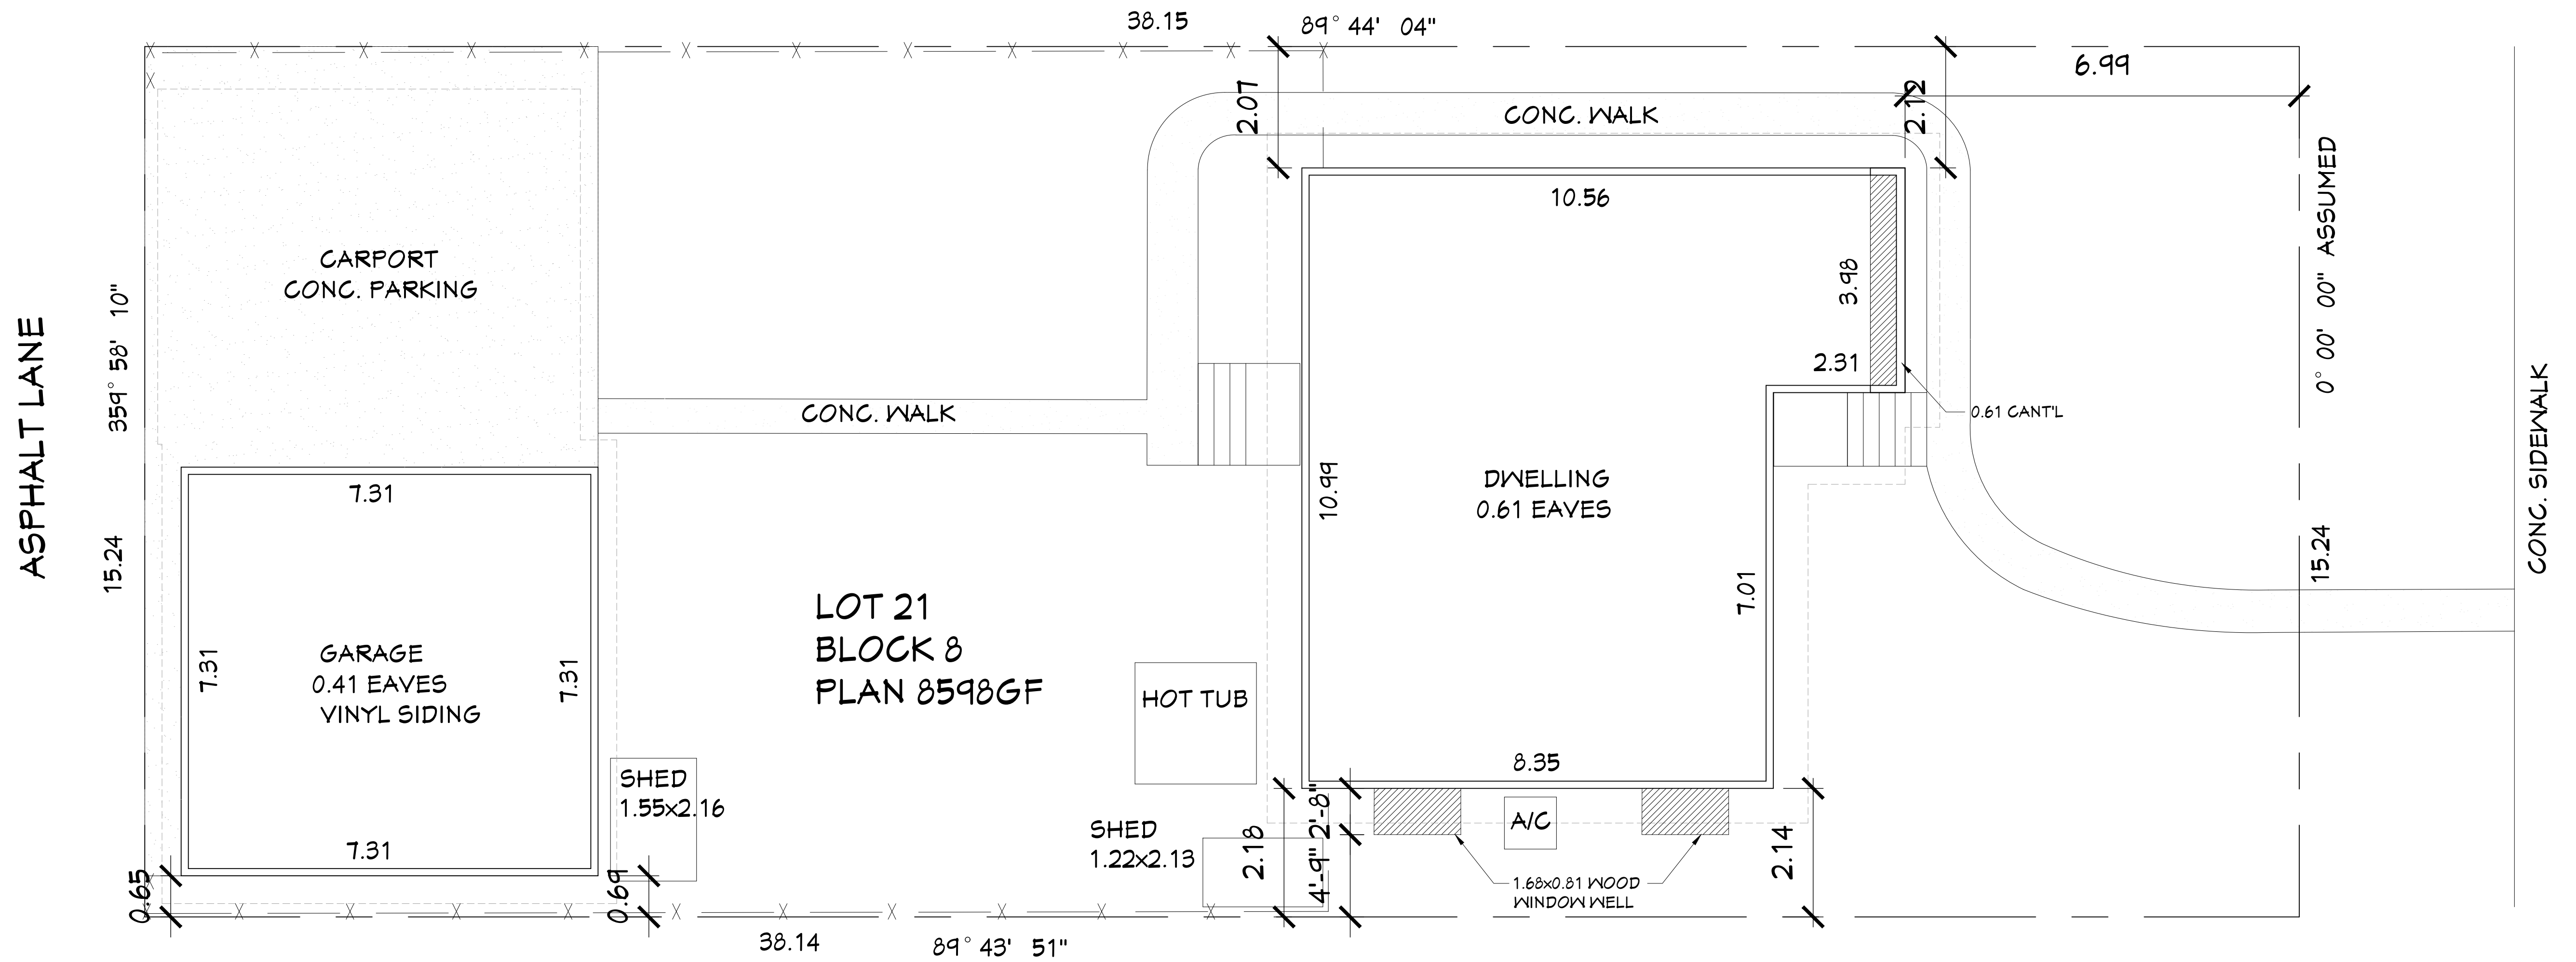 38.15
89° 44' 04"
6.99
2.07
2.12
CONC. WALK
10.56
ASSUMED
0° 00' 00"
CARPORT
CONC. PARKING
3.98
359° 58' 10"
ASPHALT LANE
2.31
0.61 CANT'L
CONC. WALK
CONC. SIDEWALK
DWELLING
0.61 EAVES
10.99
7.31
15.24
15.24
7.01
LOT 21
BLOCK 8
PLAN 8598GF
GARAGE
0.41 EAVES
VINYL SIDING
7.31
7.31
HOT TUB
8.35
SHED
1.55x2.16
2'-8"
A/C
SHED
1.22x2.13
2.18
4'-9"
2.14
7.31
0.65
0.69
1.68x0.81 WOOD
WINDOW WELL
38.14
89° 43' 51"